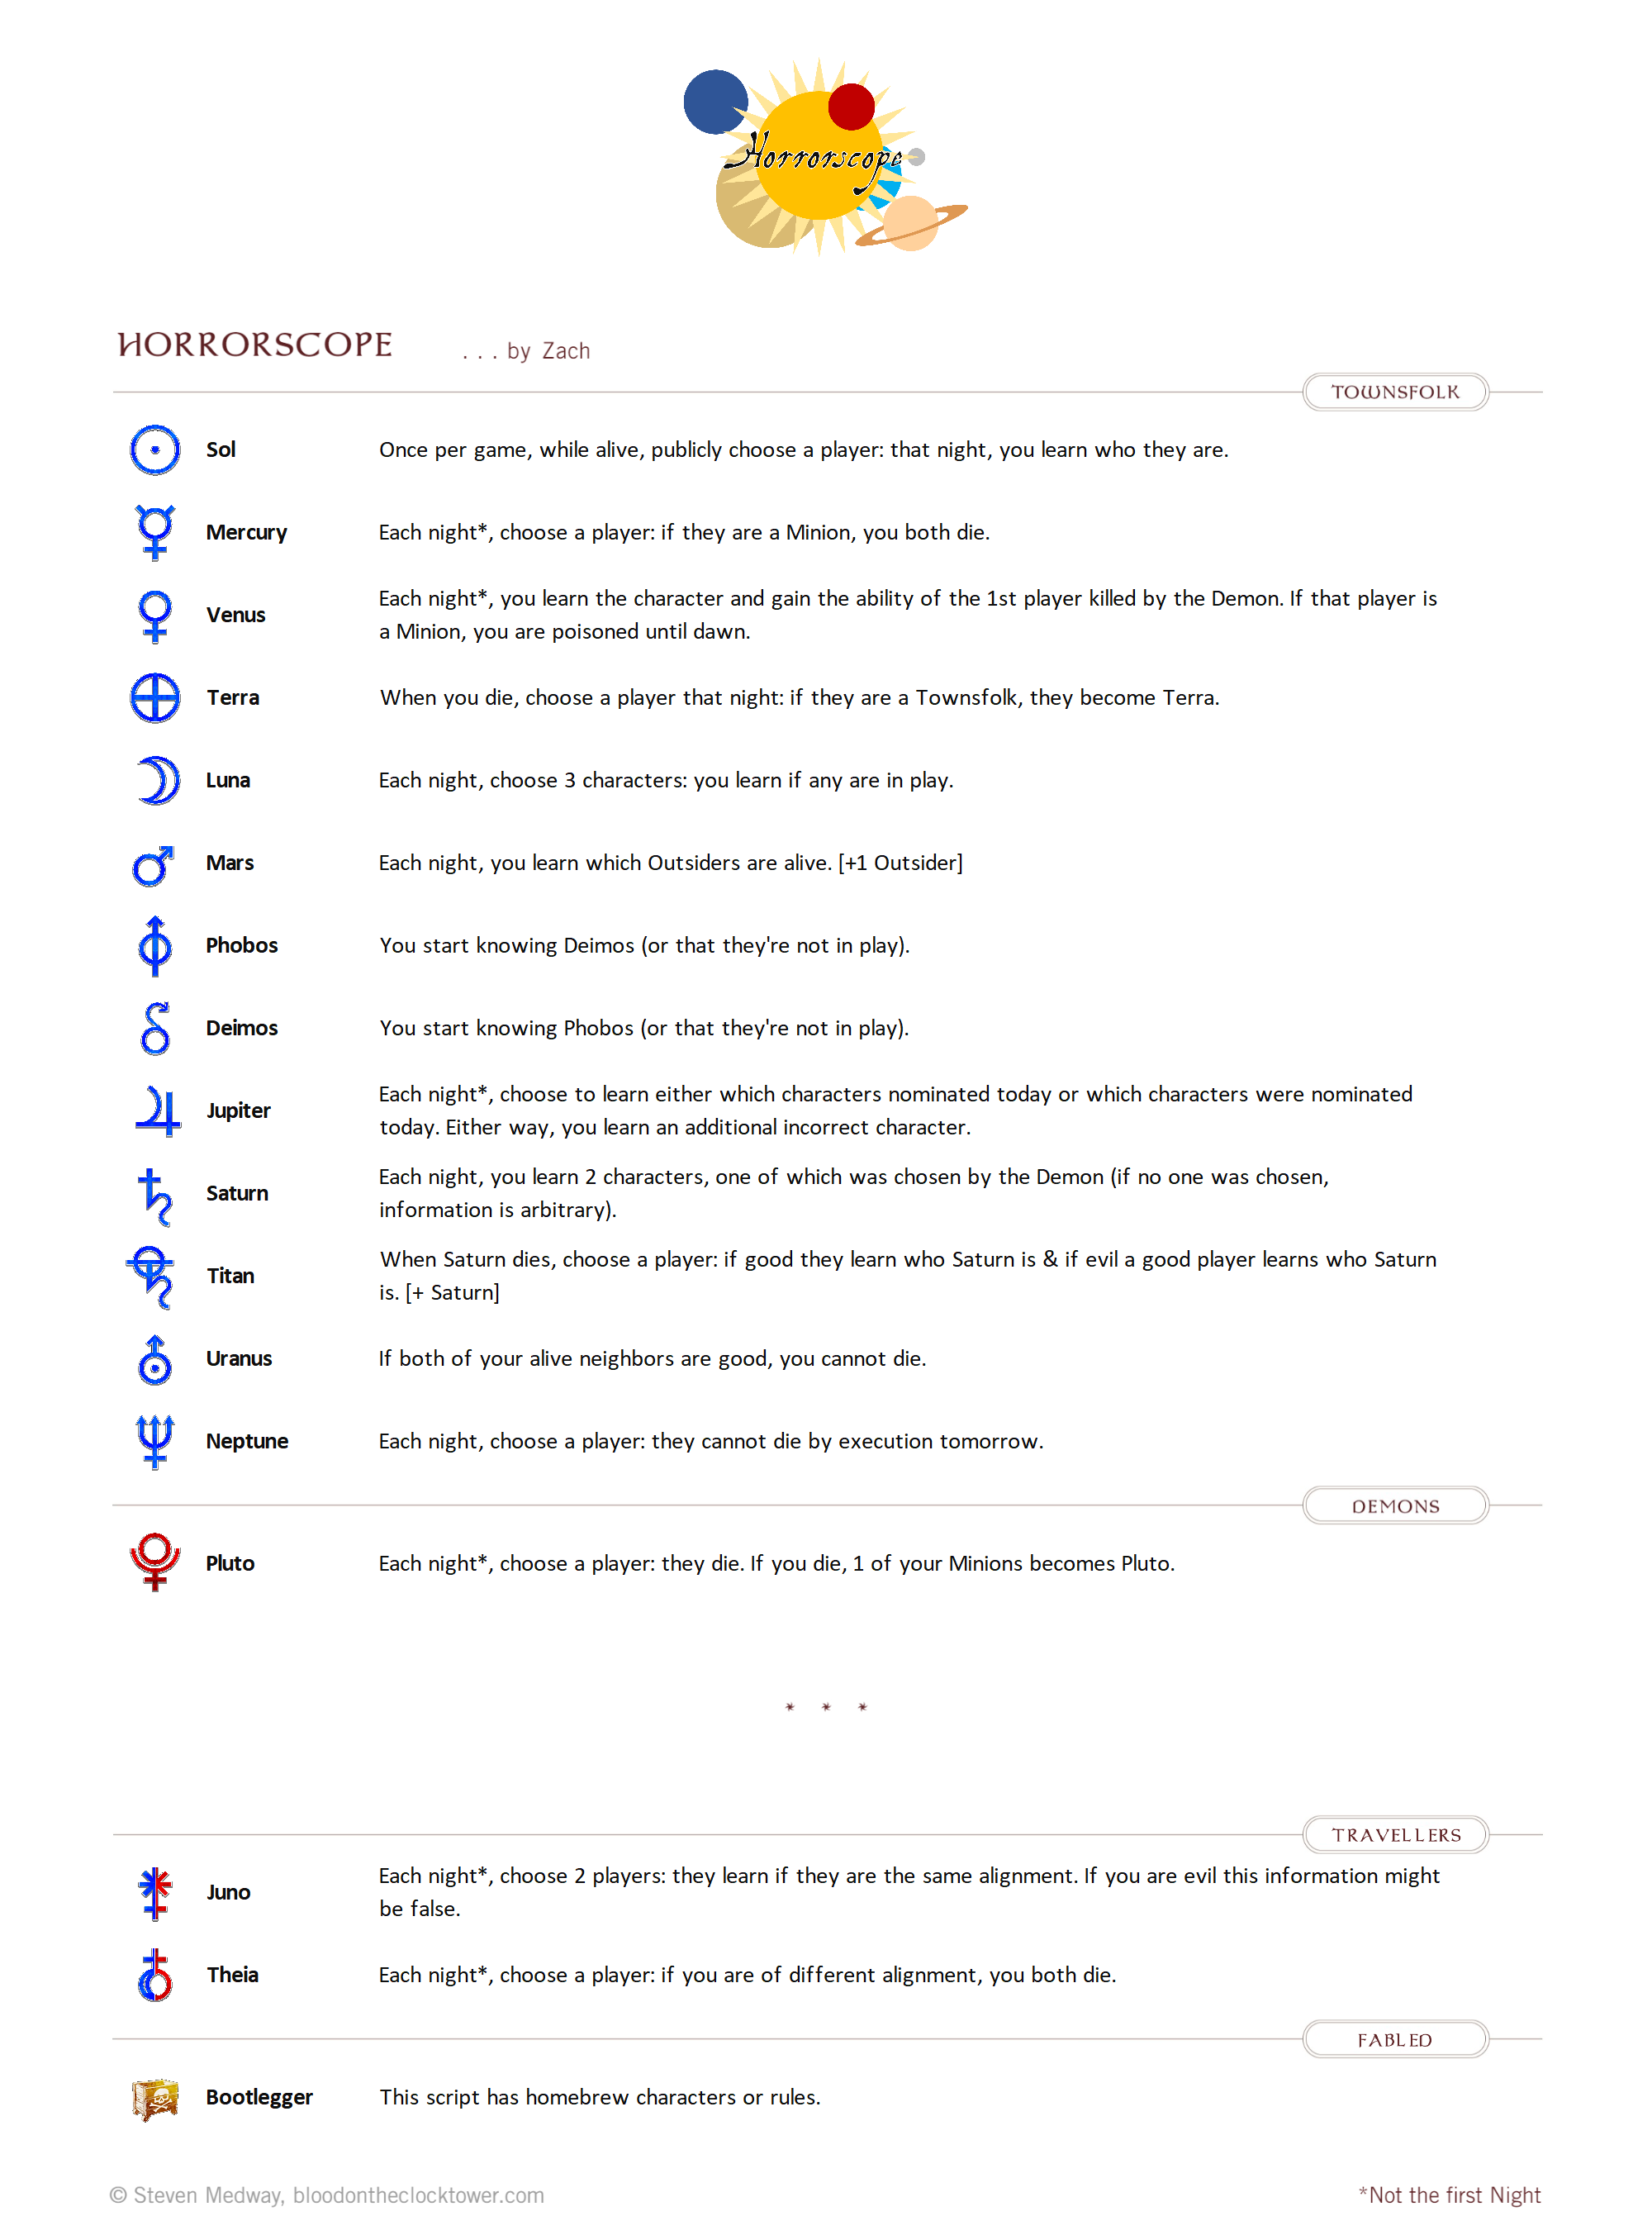 Horrorscope
HORRORSCOPE . . . by Zach
TOWNSFOLK
Sol Once per game, while alive, publicly choose a player: that night, you learn who they are.
Mercury Each night*, choose a player: if they are a Minion, you both die.
Venus Each night*, you learn the character and gain the ability of the 1st player killed by the Demon. If that player is
a Minion, you are poisoned until dawn.
Terra When you die, choose a player that night: if they are a Townsfolk, they become Terra.
Luna Each night, choose 3 characters: you learn if any are in play.
Mars Each night, you learn which Outsiders are alive. [+1 Outsider]
Phobos You start knowing Deimos (or that they're not in play).
Deimos You start knowing Phobos (or that they're not in play).
Jupiter Each night*, choose to learn either which characters nominated today or which characters were nominated
today. Either way, you learn an additional incorrect character.
Saturn Each night, you learn 2 characters, one of which was chosen by the Demon (if no one was chosen,
information is arbitrary).
Titan When Saturn dies, choose a player: if good they learn who Saturn is & if evil a good player learns who Saturn
is. [+ Saturn]
Uranus If both of your alive neighbors are good, you cannot die.
Neptune Each night, choose a player: they cannot die by execution tomorrow.
DEMONS
Pluto Each night*, choose a player: they die. If you die, 1 of your Minions becomes Pluto.
* * *
TRAVELLERS
Juno Each night*, choose 2 players: they learn if they are the same alignment. If you are evil this information might
be false.
Theia Each night*, choose a player: if you are of different alignment, you both die.
FABLED
Bootlegger This script has homebrew characters or rules.
© Steven Medway, bloodontheclocktower.com *Not the first Night